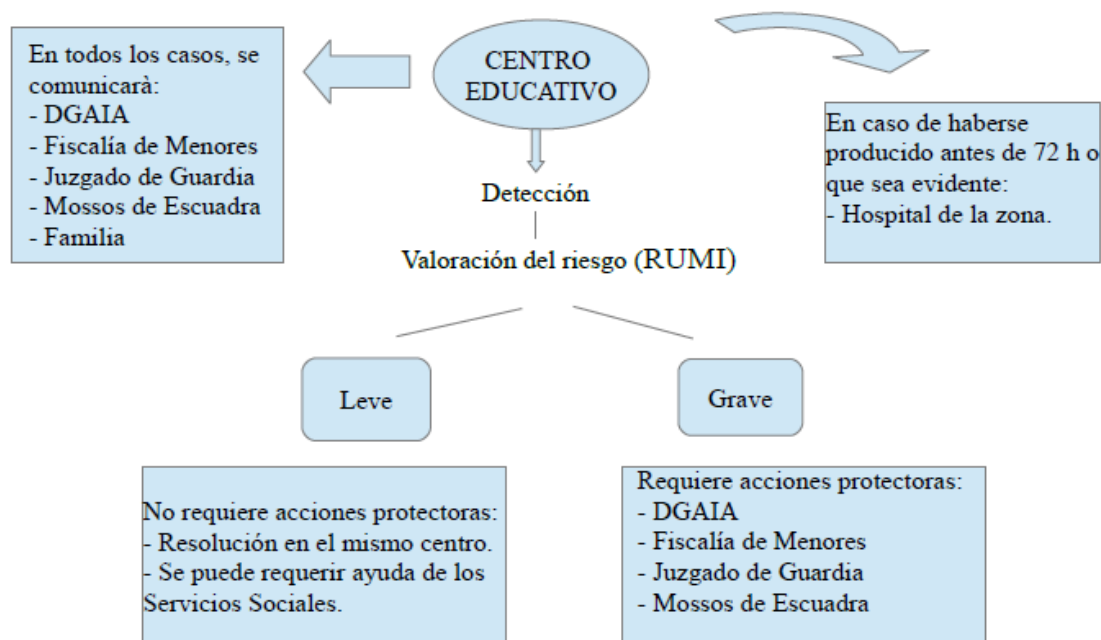 En todos los casos, se
comunicarà:
- DGAIA
- Fiscalía de Menores
- Juzgado de Guardia
- Mossos de Escuadra
- Familia
CENTRO
EDUCATIVO
En caso de haberse
producido antes de 72 h o
que sea evidente:
- Hospital de la zona.
Detección
Valoración del riesgo (RUMI)
Leve
Grave
No requiere acciones protectoras:
- Resolución en el mismo centro.
- Se puede requerir ayuda de los
Servicios Sociales.
Requiere acciones protectoras:
- DGAIA
- Fiscalía de Menores
- Juzgado de Guardia
- Mossos de Escuadra